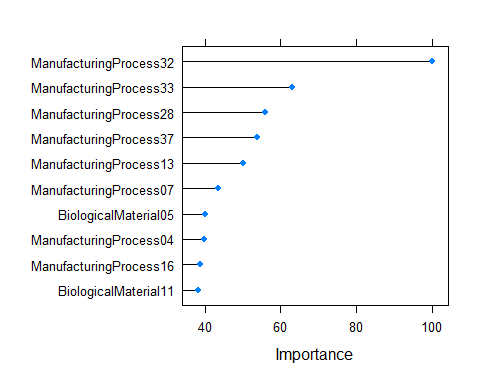 ManufacturingProcess32
ManufacturingProcess33
ManufacturingProcess28
ManufacturingProcess37
ManufacturingProcess13
ManufacturingProcess07
BiologicalMaterial05
ManufacturingProcess04
ManufacturingProcess16
BiologicalMaterial11
40 60 80 100
Importance